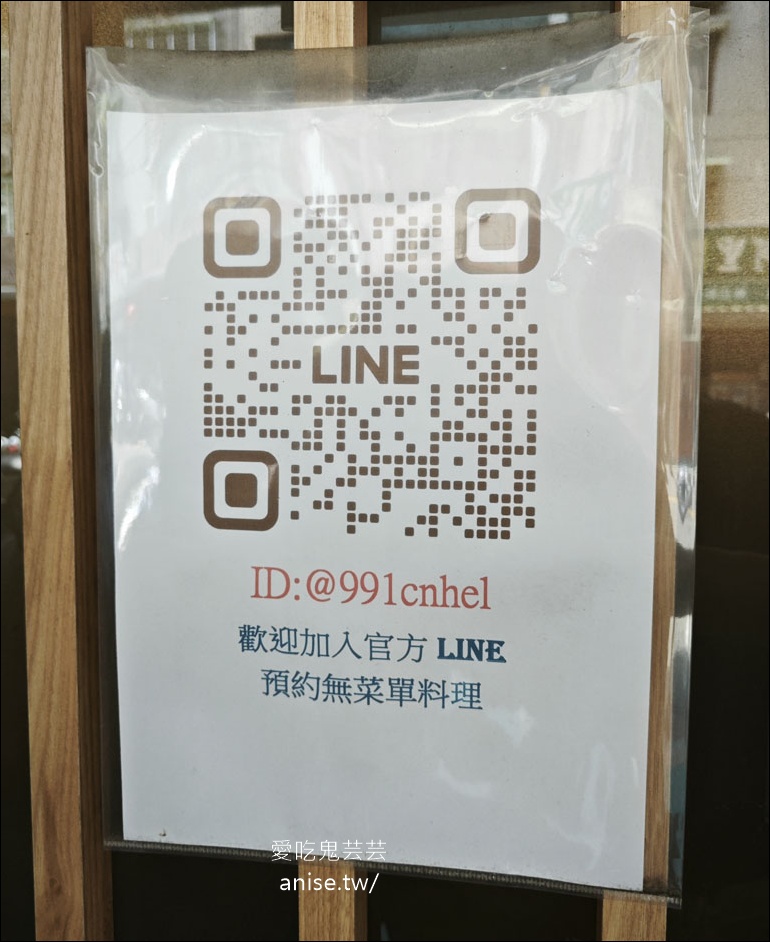 LINE
ID:@991cnhel
歡迎加入官方 LINE
預約無菜單料理
愛吃鬼芸芸
anise.tw/